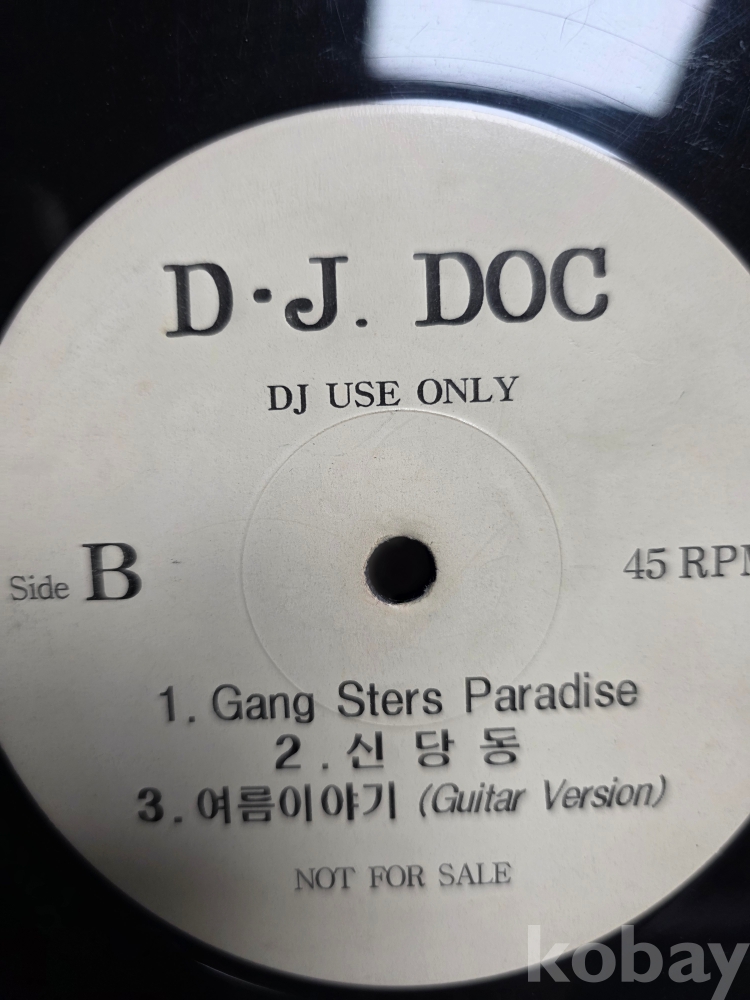 D·J. DOC
DJ USE ONLY
Side B
45 RPM
1. Gang Sters Paradise
2. 신 당 동
3. 여름이야기 (Guitar Version)
NOT FOR SALE
kobay